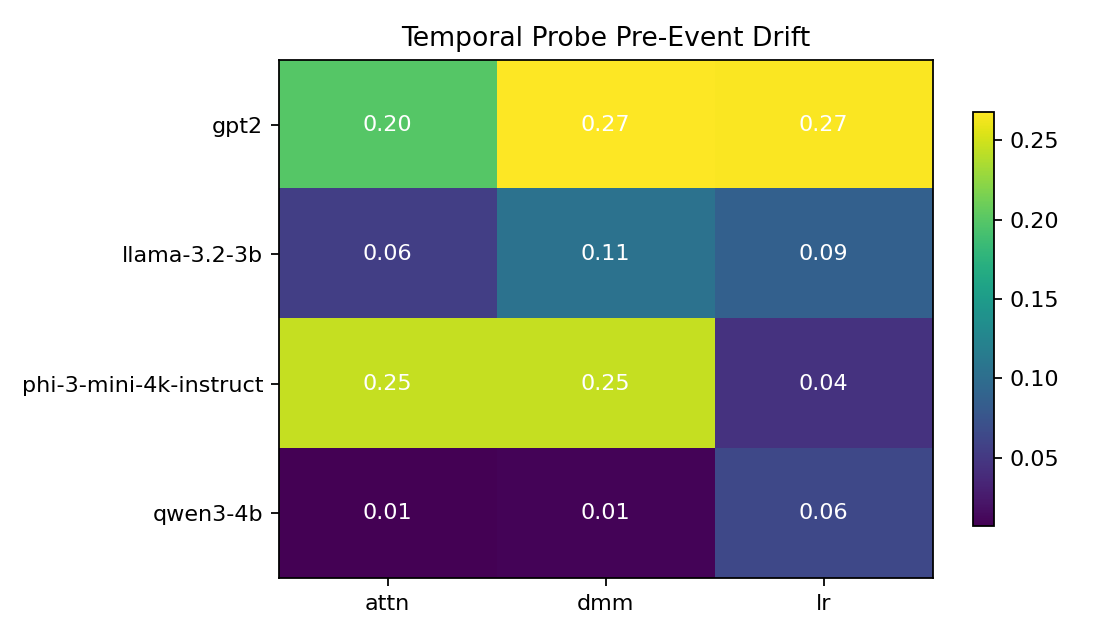 Temporal Probe Pre-Event Drift
gpt2 0.20 0.27 0.27
llama-3.2-3b 0.06 0.11 0.09
phi-3-mini-4k-instruct 0.25 0.25 0.04
qwen3-4b 0.01 0.01 0.06
attn dmm lr
0.25
0.20
0.15
0.10
0.05